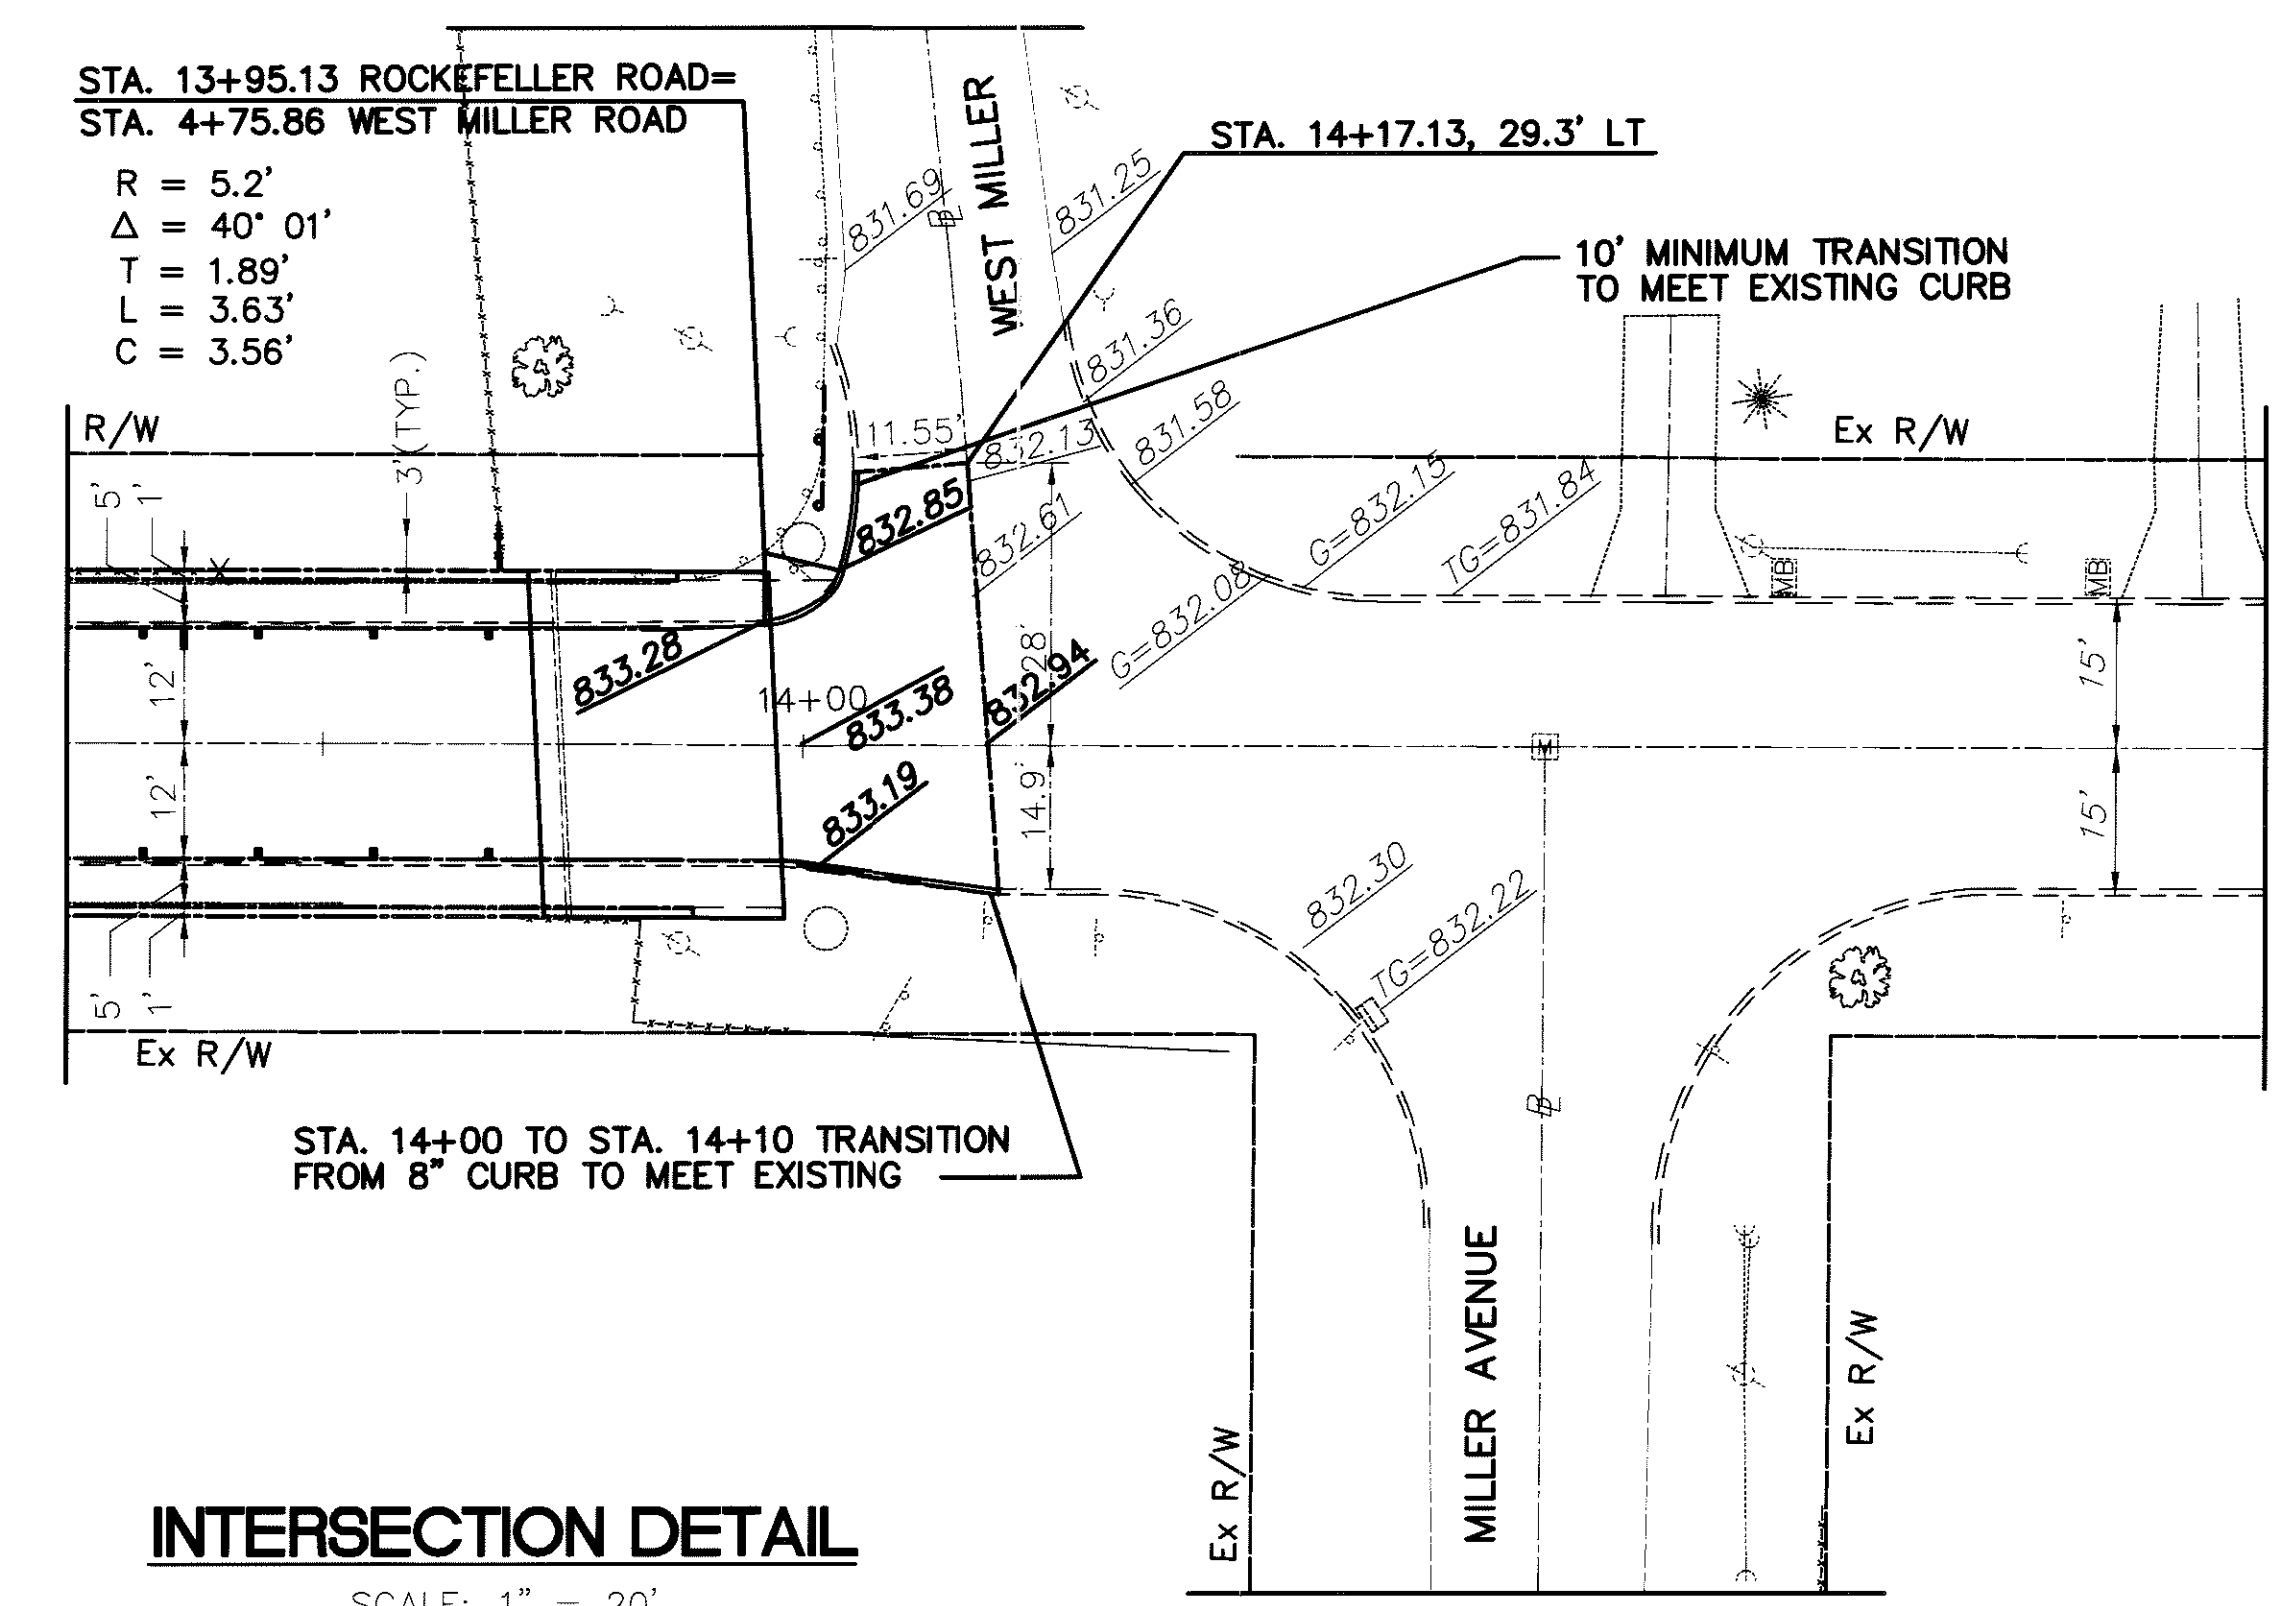 STA. 13+95.13 ROCKEFELLER ROAD=
STA. 4+75.86 WEST MILLER ROAD
R = 5.2'
Δ = 40° 01'
T = 1.89'
L = 3.63'
C = 3.56'
WEST MILLER
STA. 14+17.13, 29.3' LT
10' MINIMUM TRANSITION
TO MEET EXISTING CURB
831.69
831.25
831.36
831.58
832.13
11.55'
832.85
832.61
G=832.15
TG=831.84
G=832.08
R/W
Ex R/W
3'(TYP.)
5'
1'
MB
MB
12'
12'
833.28
14+00
833.38
832.94
28'
833.19
14.9'
M
15'
15'
832.30
TG=832.22
5'
1'
Ex R/W
STA. 14+00 TO STA. 14+10 TRANSITION
FROM 8" CURB TO MEET EXISTING
MILLER AVENUE
Ex R/W
Ex R/W
INTERSECTION DETAIL
SCALE: 1" = 20'